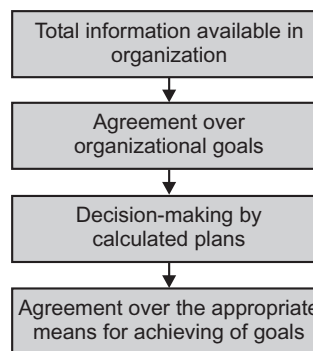 Total information available in
organization
Agreement over
organizational goals
Decision-making by
calculated plans
Agreement over the appropriate
means for achieving of goals